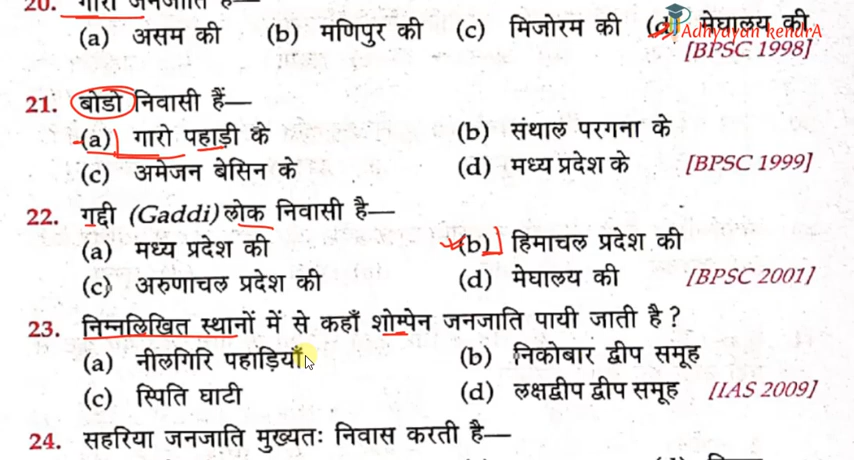 20. गारो जनजाति है—
(a) असम की (b) मणिपुर की (c) मिजोरम की (d) मेघालय की
Adhyayan kendrA
[BPSC 1998]
21. बोडो निवासी हैं—
(a) गारो पहाड़ी के (b) संथाल परगना के
(c) अमेजन बेसिन के (d) मध्य प्रदेश के [BPSC 1999]
22. गद्दी (Gaddi) लोक निवासी है—
(a) मध्य प्रदेश की (b) हिमाचल प्रदेश की
(c) अरुणाचल प्रदेश की (d) मेघालय की [BPSC 2001]
23. निम्नलिखित स्थानों में से कहाँ शोम्पेन जनजाति पायी जाती है ?
(a) नीलगिरि पहाड़ियाँ (b) निकोबार द्वीप समूह
(c) स्पिति घाटी (d) लक्षद्वीप द्वीप समूह [IAS 2009]
24. सहरिया जनजाति मुख्यतः निवास करती है—